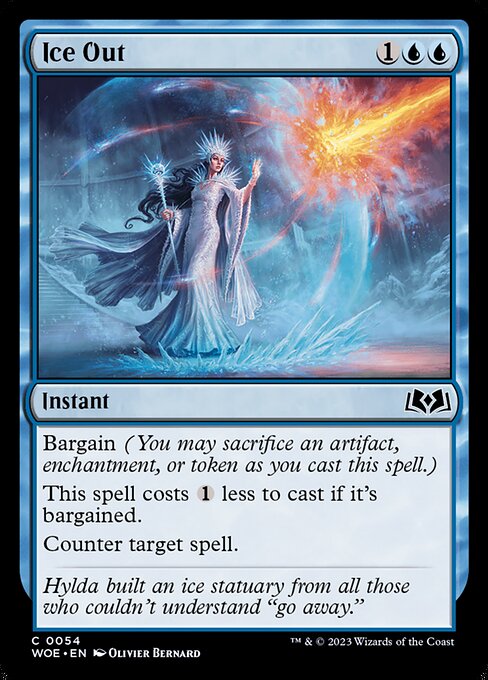 Ice Out
1
Instant
Bargain (You may sacrifice an artifact,
enchantment, or token as you cast this spell.)
This spell costs 1 less to cast if it's
bargained.
Counter target spell.
Hylda built an ice statuary from all those
who couldn't understand “go away.”
C 0054
WOE • EN Olivier Bernard
™ & © 2023 Wizards of the Coast